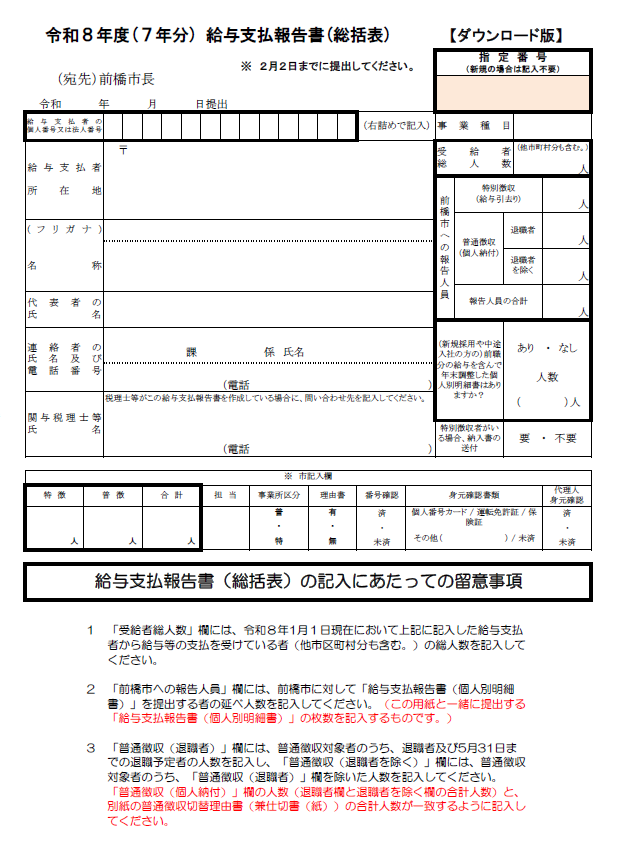 令和８年度（７年分） 給与支払報告書（総括表）
【ダウンロード版】
※ ２月２日までに提出してください。
指 定 番 号
（新規の場合は記入不要）
（宛先）前橋市長
令和 年 月 日提出
給与支払者の
個人番号又は法人番号
（右詰めで記入）
事業種目
給与支払者
所在地
〒
受給者
総人数
（他市町村分も含む。）
人
（フリガナ）
名称
前橋市への報告人員
特別徴収
（給与引去り）
人
普通徴収
（個人納付）
退職者
人
退職者
を除く
人
報告人員の合計
人
代表者の
氏名
連絡者の
氏名及び
電話番号
課 係 氏名
（電話 ）
（新規採用や中途
入社の方の）前職
分の給与を含んで
年末調整した個
人別明細書はあり
ますか？
あり ・ なし
人数
（ ）人
関与税理士等
氏名
税理士等がこの給与支払報告書を作成している場合に、問い合わせ先を記入してください。
（電話 ）
特別徴収者がい
る場合、納入書の
送付
要 ・ 不要
※ 市記入欄
特徴 普徴 合計 担当 事業所区分 理由書 番号確認 身元確認書類 代理人
身元確認
人 人 人
普
・
特
有
・
無
済
・
未済
個人番号カード / 運転免許証 / 保
険証
その他（ ）/ 未済
済
・
未済
給与支払報告書（総括表）の記入にあたっての留意事項
１ 「受給者総人数」欄には、令和８年１月１日現在において上記に記入した給与支払
者から給与等の支払を受けている者（他市区町村分も含む。）の総人数を記入して
ください。
２ 「前橋市への報告人員」欄には、前橋市に対して「給与支払報告書（個人別明細
書）」を提出する者の延べ人数を記入してください。（この用紙と一緒に提出する
「給与支払報告書（個人別明細書）」の枚数を記入するものです。）
３ 「普通徴収（退職者）」欄には、普通徴収対象者のうち、退職者及び5月31日ま
での退職予定者の人数を記入し、「普通徴収（退職者を除く）」欄には、普通徴収
対象者のうち、「普通徴収（退職者）」欄を除いた人数を記入してください。
「普通徴収（個人納付）」欄の人数（退職者欄と退職者を除く欄の合計人数）と、
別紙の普通徴収切替理由書（兼仕切書（紙））の合計人数が一致するように記入し
てください。